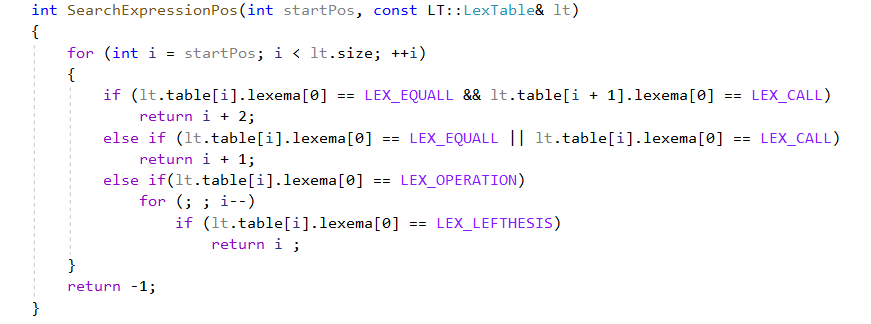 int SearchExpressionPos(int startPos, const LT::LexTable& lt)
{
    for (int i = startPos; i < lt.size; ++i)
    {
        if (lt.table[i].lexema[0] == LEX_EQUALL && lt.table[i + 1].lexema[0] == LEX_CALL)
            return i + 2;
        else if (lt.table[i].lexema[0] == LEX_EQUALL || lt.table[i].lexema[0] == LEX_CALL)
            return i + 1;
        else if(lt.table[i].lexema[0] == LEX_OPERATION)
            for (; ; i--)
                if (lt.table[i].lexema[0] == LEX_LEFTHESIS)
                    return i ;
    }
    return -1;
}